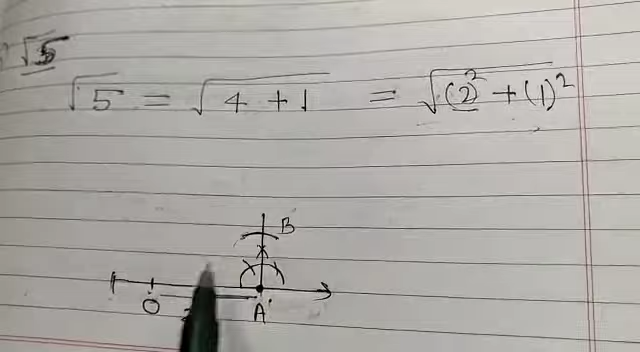 √5
√5 = √4+1 = √(2)²+(1)²
B
O A